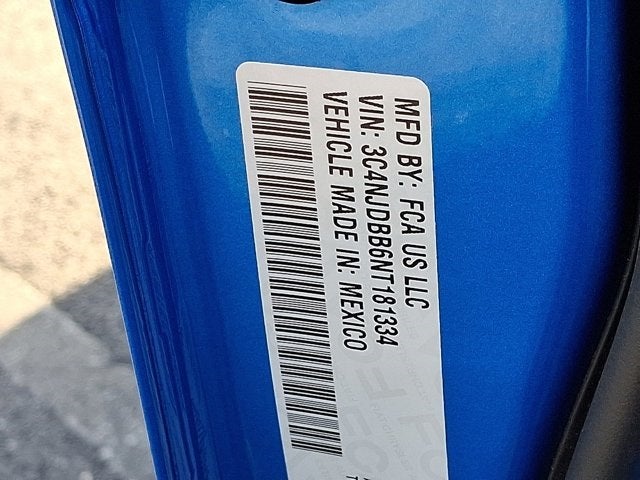 MFD BY: FCA US LLC
VIN: 3C4NJDBB6NT181334
VEHICLE MADE IN: MEXICO